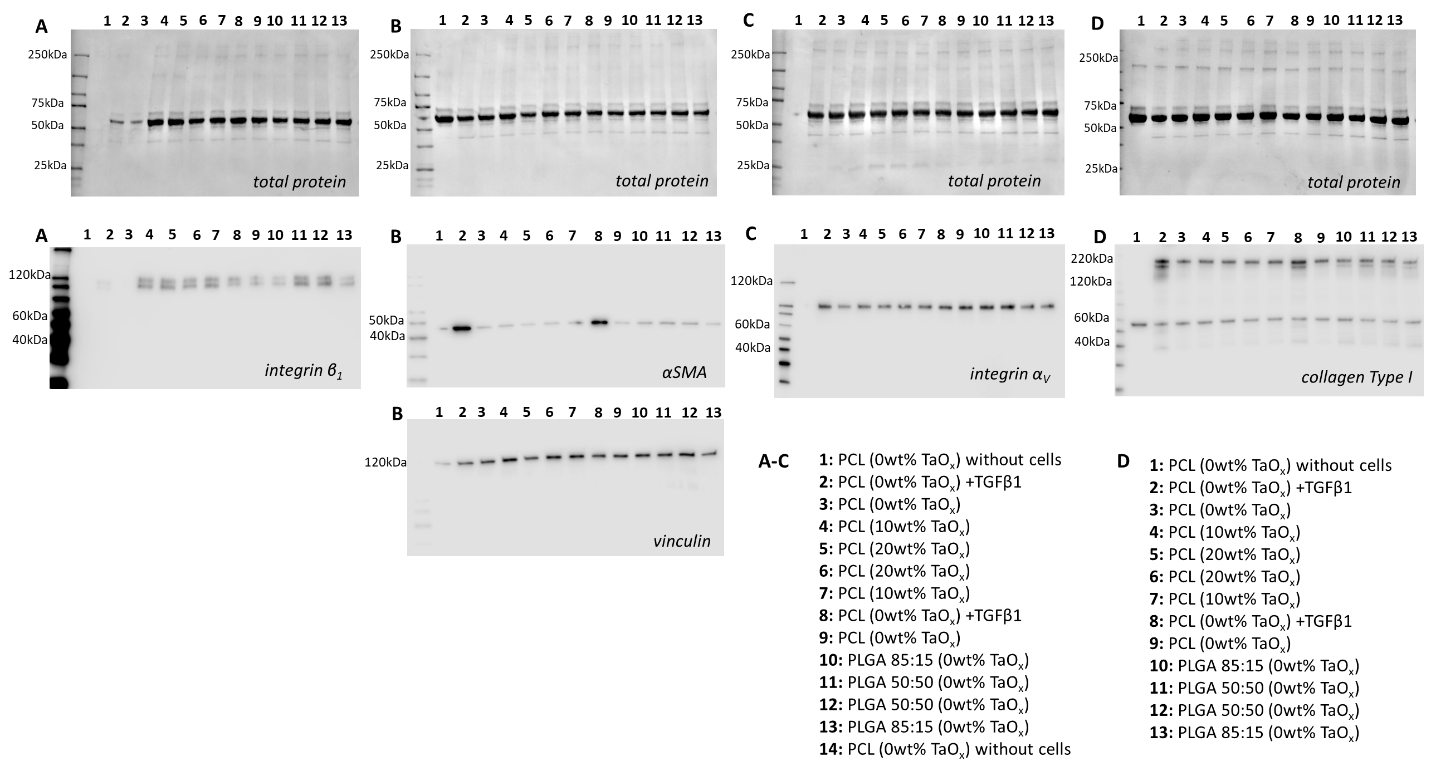 A
1 2 3 4 5 6 7 8 9 10 11 12 13
250kDa
75kDa
50kDa
25kDa
total protein
B
1 2 3 4 5 6 7 8 9 10 11 12 13
250kDa
75kDa
50kDa
25kDa
total protein
C
1 2 3 4 5 6 7 8 9 10 11 12 13
250kDa
75kDa
50kDa
25kDa
total protein
D
1 2 3 4 5 6 7 8 9 10 11 12 13
250kDa
75kDa
50kDa
25kDa
total protein
A
1 2 3 4 5 6 7 8 9 10 11 12 13
120kDa
60kDa
40kDa
integrin β1
B
1 2 3 4 5 6 7 8 9 10 11 12 13
50kDa
40kDa
αSMA
C
1 2 3 4 5 6 7 8 9 10 11 12 13
120kDa
60kDa
40kDa
integrin αV
D
1 2 3 4 5 6 7 8 9 10 11 12 13
220kDa
120kDa
60kDa
40kDa
collagen Type I
B
1 2 3 4 5 6 7 8 9 10 11 12 13
120kDa
vinculin
A-C
1: PCL (0wt% TaOx) without cells
2: PCL (0wt% TaOx) +TGFβ1
3: PCL (0wt% TaOx)
4: PCL (10wt% TaOx)
5: PCL (20wt% TaOx)
6: PCL (20wt% TaOx)
7: PCL (10wt% TaOx)
8: PCL (0wt% TaOx) +TGFβ1
9: PCL (0wt% TaOx)
10: PLGA 85:15 (0wt% TaOx)
11: PLGA 50:50 (0wt% TaOx)
12: PLGA 50:50 (0wt% TaOx)
13: PLGA 85:15 (0wt% TaOx)
14: PCL (0wt% TaOx) without cells
D
1: PCL (0wt% TaOx) without cells
2: PCL (0wt% TaOx) +TGFβ1
3: PCL (0wt% TaOx)
4: PCL (10wt% TaOx)
5: PCL (20wt% TaOx)
6: PCL (20wt% TaOx)
7: PCL (10wt% TaOx)
8: PCL (0wt% TaOx) +TGFβ1
9: PCL (0wt% TaOx)
10: PLGA 85:15 (0wt% TaOx)
11: PLGA 50:50 (0wt% TaOx)
12: PLGA 50:50 (0wt% TaOx)
13: PLGA 85:15 (0wt% TaOx)